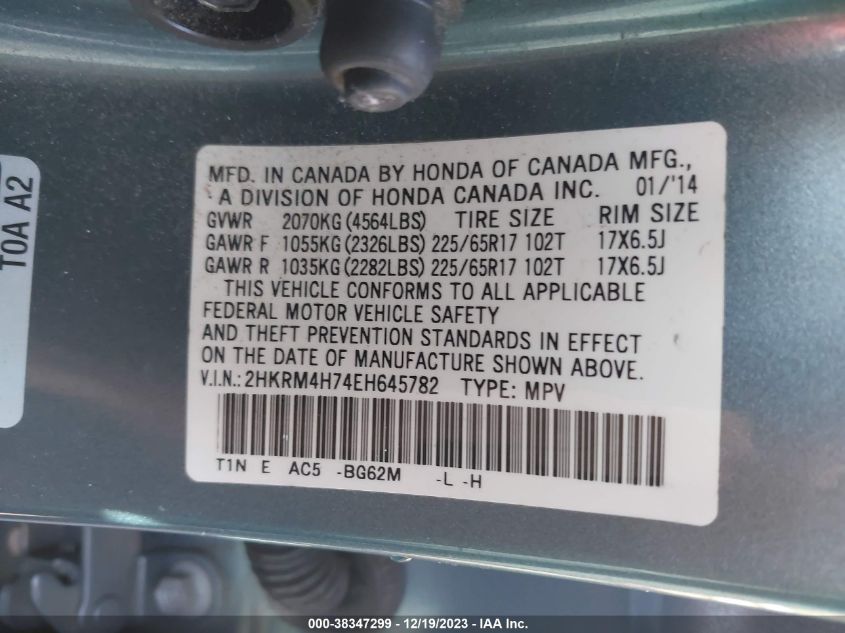 MFD. IN CANADA BY HONDA OF CANADA MFG.,
A DIVISION OF HONDA CANADA INC. 01/'14
GVWR 2070KG (4564LBS) TIRE SIZE RIM SIZE
GAWR F 1055KG (2326LBS) 225/65R17 102T 17X6.5J
GAWR R 1035KG (2282LBS) 225/65R17 102T 17X6.5J
THIS VEHICLE CONFORMS TO ALL APPLICABLE
FEDERAL MOTOR VEHICLE SAFETY
AND THEFT PREVENTION STANDARDS IN EFFECT
ON THE DATE OF MANUFACTURE SHOWN ABOVE.
V.I.N.: 2HKRM4H74EH645782 TYPE: MPV
T1N E AC5 -BG62M -L -H
T0A A2
000-38347299 - 12/19/2023 - IAA Inc.